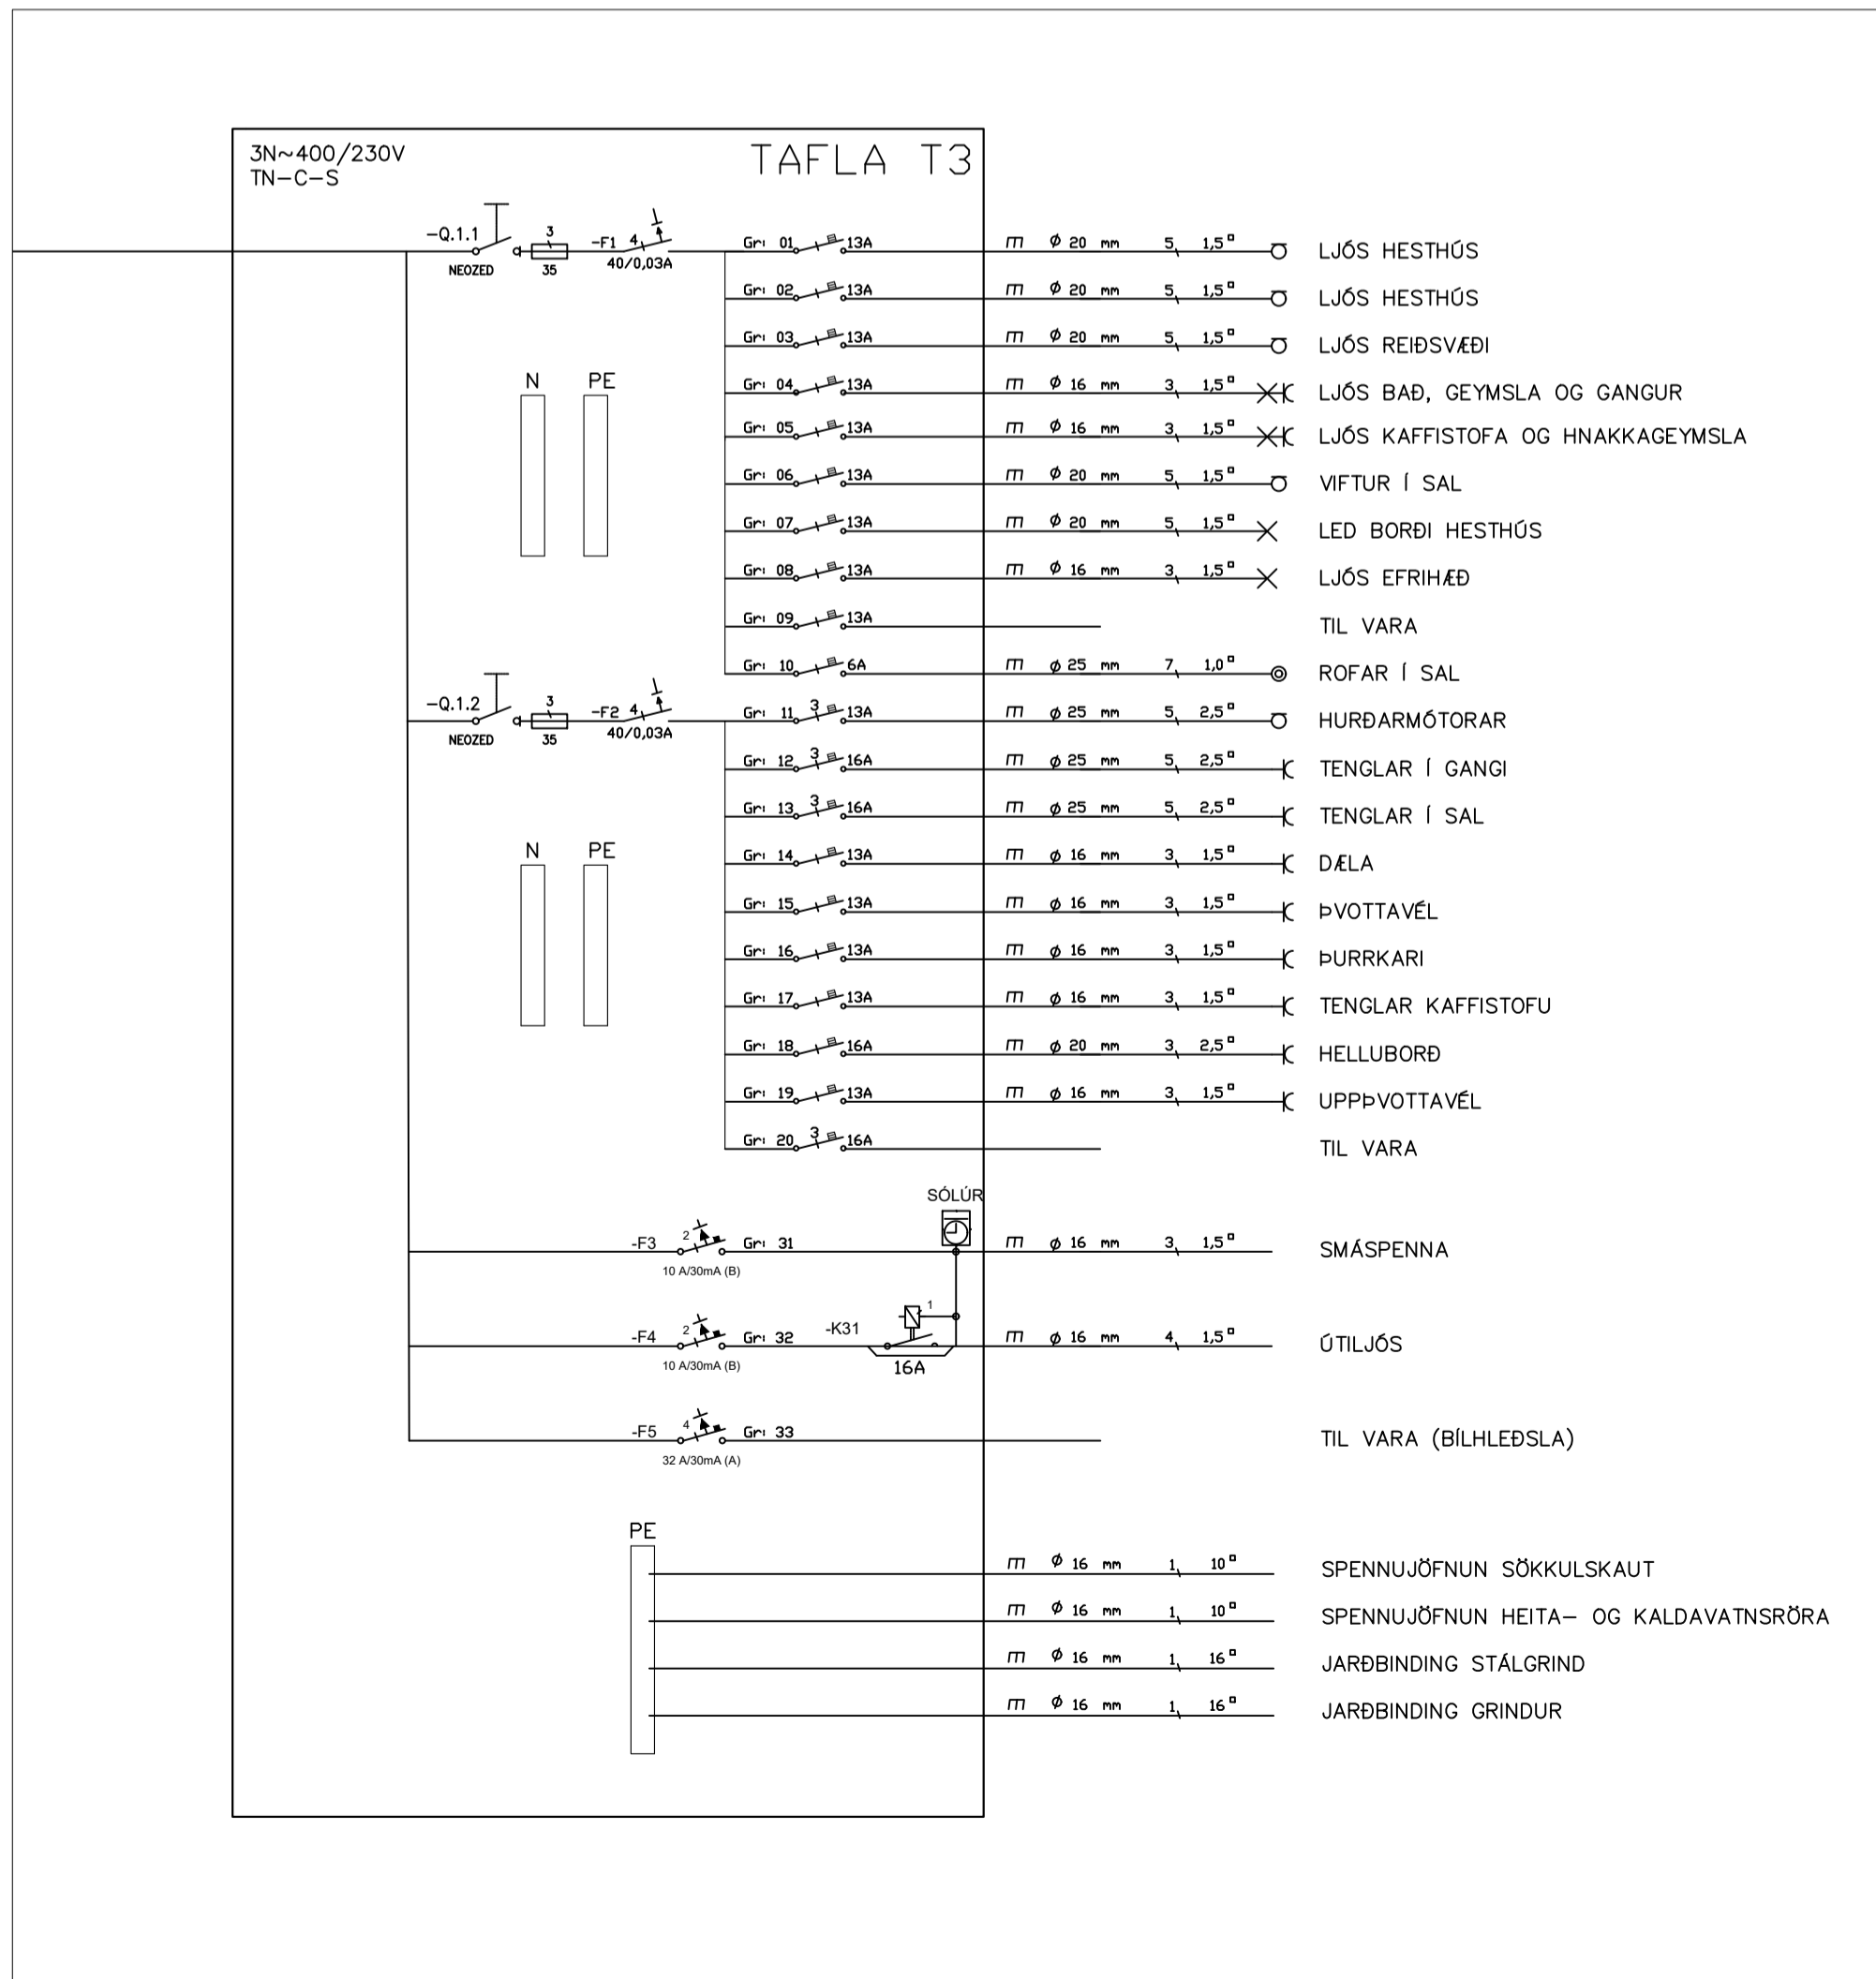 3N~400/230V
TN-C-S
TAFLA T3
-Q.1.1 NEOZED 3 35 -F1 4 40/0,03A
Gr: 01 13A ø 20 mm 5 1,5▫ LJÓS HESTHÚS
Gr: 02 13A ø 20 mm 5 1,5▫ LJÓS HESTHÚS
Gr: 03 13A ø 20 mm 5 1,5▫ LJÓS REIÐSVÆÐI
Gr: 04 13A ø 16 mm 3 1,5▫ LJÓS BAÐ, GEYMSLA OG GANGUR
N PE
Gr: 05 13A ø 16 mm 3 1,5▫ LJÓS KAFFISTOFA OG HNAKKAGEYMSLA
Gr: 06 13A ø 20 mm 5 1,5▫ VIFTUR Í SAL
Gr: 07 13A ø 20 mm 5 1,5▫ LED BORÐI HESTHÚS
Gr: 08 13A ø 16 mm 3 1,5▫ LJÓS EFRIHÆÐ
Gr: 09 13A TIL VARA
Gr: 10 6A ø 25 mm 7 1,0▫ ROFAR Í SAL
-Q.1.2 NEOZED 3 35 -F2 4 40/0,03A
Gr: 11 3 13A ø 25 mm 5 2,5▫ HURÐARMÓTORAR
Gr: 12 3 16A ø 25 mm 5 2,5▫ TENGLAR Í GANGI
Gr: 13 3 16A ø 25 mm 5 2,5▫ TENGLAR Í SAL
N PE
Gr: 14 13A ø 16 mm 3 1,5▫ DÆLA
Gr: 15 13A ø 16 mm 3 1,5▫ ÞVOTTAVÉL
Gr: 16 13A ø 16 mm 3 1,5▫ ÞURRKARI
Gr: 17 13A ø 16 mm 3 1,5▫ TENGLAR KAFFISTOFU
Gr: 18 16A ø 20 mm 3 2,5▫ HELLUBORÐ
Gr: 19 13A ø 16 mm 3 1,5▫ UPPÞVOTTAVÉL
Gr: 20 3 16A TIL VARA
SÓLÚR
-F3 2 Gr: 31 ø 16 mm 3 1,5▫ SMÁSPENNA
10 A/30mA (B)
-F4 2 Gr: 32 -K31 1 ø 16 mm 4 1,5▫ ÚTILJÓS
10 A/30mA (B) 16A
-F5 4 Gr: 33 TIL VARA (BÍLHLEÐSLA)
32 A/30mA (A)
PE
ø 16 mm 1 10▫ SPENNUJÖFNUN SÖKKULSKAUT
ø 16 mm 1 10▫ SPENNUJÖFNUN HEITA- OG KALDAVATNSRÖRA
ø 16 mm 1 16▫ JARÐBINDING STÁLGRIND
ø 16 mm 1 16▫ JARÐBINDING GRINDUR